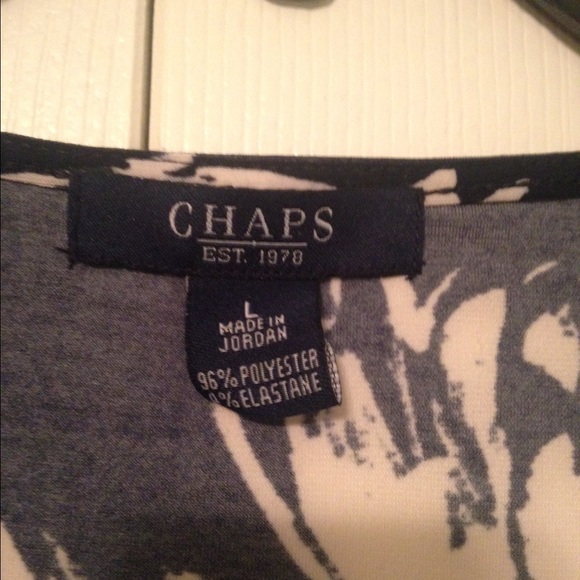 CHAPS
EST. 1978
L
MADE IN
JORDAN
96% POLYESTER
% ELASTANE